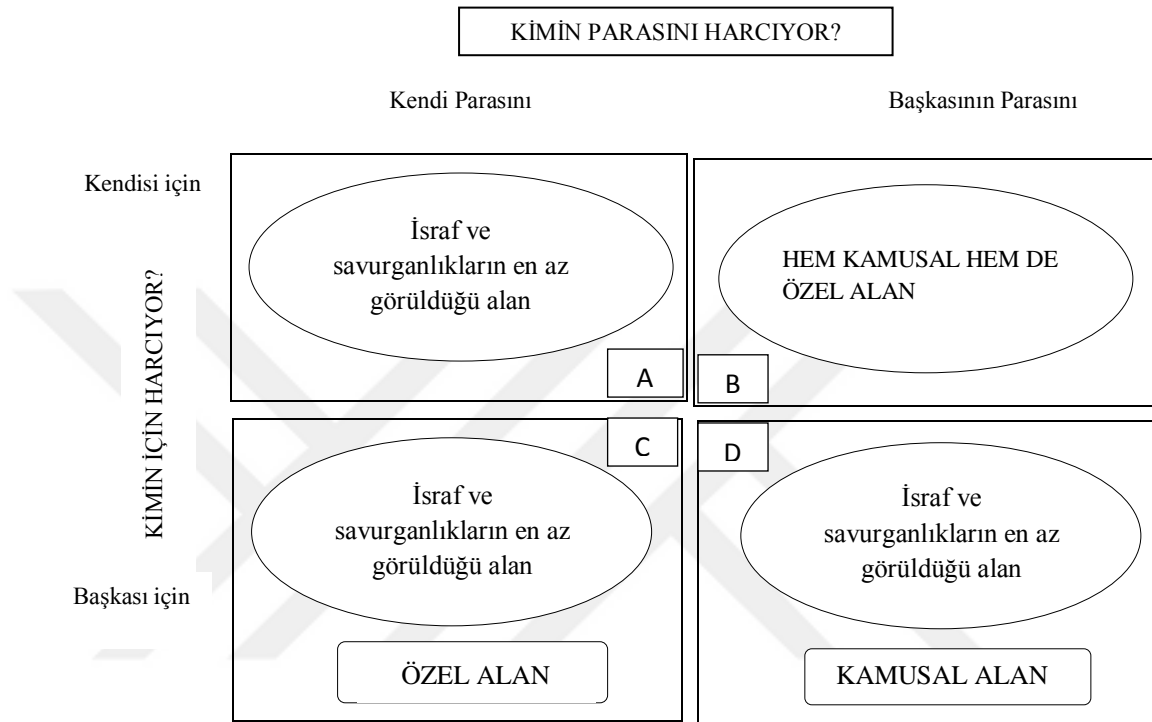 KİMİN PARASINI HARCIYOR?
Kendi Parasını
Başkasının Parasını
Kendisi için
KİMİN İÇİN HARCIYOR?
Başkası için
İsraf ve
savurganlıkların en az
görüldüğü alan
A
HEM KAMUSAL HEM DE
ÖZEL ALAN
B
C
İsraf ve
savurganlıkların en az
görüldüğü alan
ÖZEL ALAN
D
İsraf ve
savurganlıkların en az
görüldüğü alan
KAMUSAL ALAN